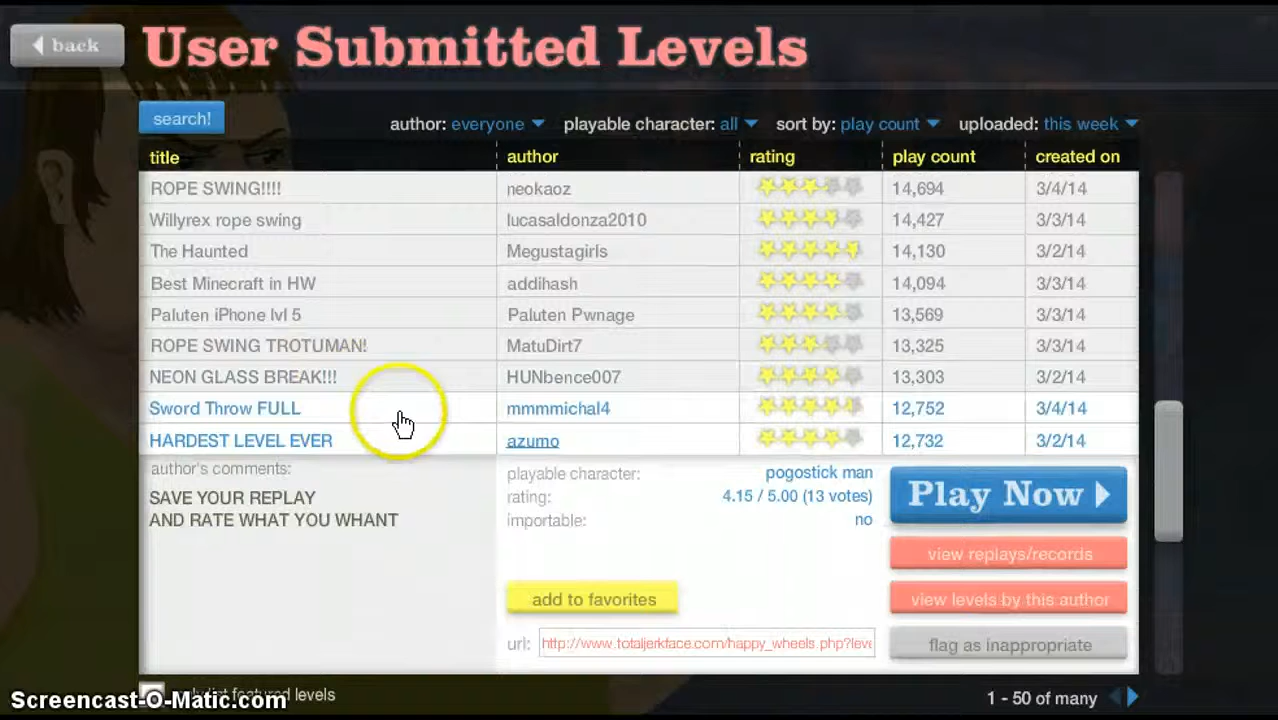 back
User Submitted Levels
search!
author: everyone playable character: all sort by: play count uploaded: this week
title author rating play count created on
ROPE SWING!!!! neokaoz 14,694 3/4/14
Willyrex rope swing lucasaldonza2010 14,427 3/3/14
The Haunted Megustagirls 14,130 3/2/14
Best Minecraft in HW addihash 14,094 3/3/14
Paluten iPhone lvl 5 Paluten Pwnage 13,569 3/3/14
ROPE SWING TROTUMAN! MatuDirt7 13,325 3/3/14
NEON GLASS BREAK!!! HUNbence007 13,303 3/2/14
Sword Throw FULL mmmmichal4 12,752 3/4/14
HARDEST LEVEL EVER azumo 12,732 3/2/14
author's comments:
SAVE YOUR REPLAY
AND RATE WHAT YOU WHANT
playable character: pogostick man
rating: 4.15 / 5.00 (13 votes)
importable: no
add to favorites
url: http://www.totaljerkface.com/happy_wheels.php?leve
Play Now
view replays/records
view levels by this author
flag as inappropriate
featured levels
1 - 50 of many
Screencast-O-Matic.com